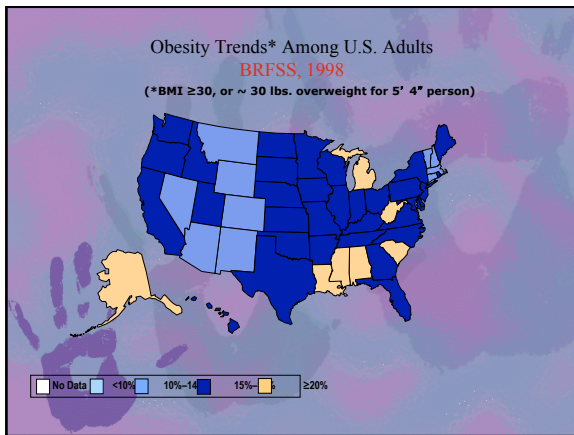 Obesity Trends* Among U.S. Adults
BRFSS, 1998
(*BMI ≥30, or ~ 30 lbs. overweight for 5’ 4” person)
No Data <10% 10%–14 15%– % ≥20%